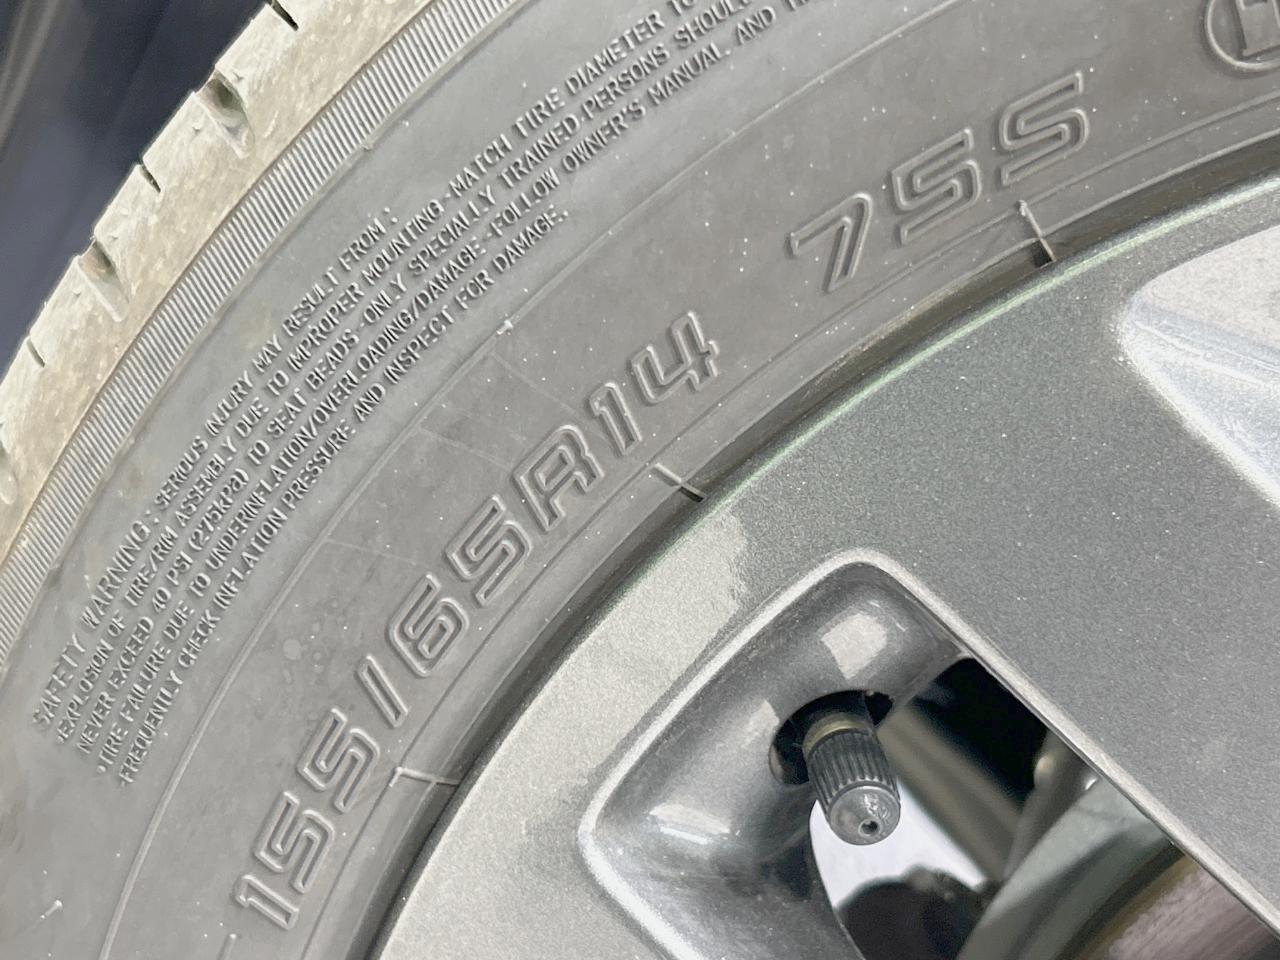 SAFETY WARNING: SERIOUS INJURY MAY RESULT FROM:
•EXPLOSION OF TIRE/RIM ASSEMBLY DUE TO IMPROPER MOUNTING-MATCH TIRE DIAMETER TO
NEVER EXCEED 40 PSI (275kPa) TO SEAT BEADS-ONLY SPECIALLY TRAINED PERSONS SHOULD
•TIRE FAILURE DUE TO UNDERINFLATION/OVERLOADING/DAMAGE-FOLLOW OWNER'S MANUAL AND
•FREQUENTLY CHECK INFLATION PRESSURE AND INSPECT FOR DAMAGE.
155/65R14 75S